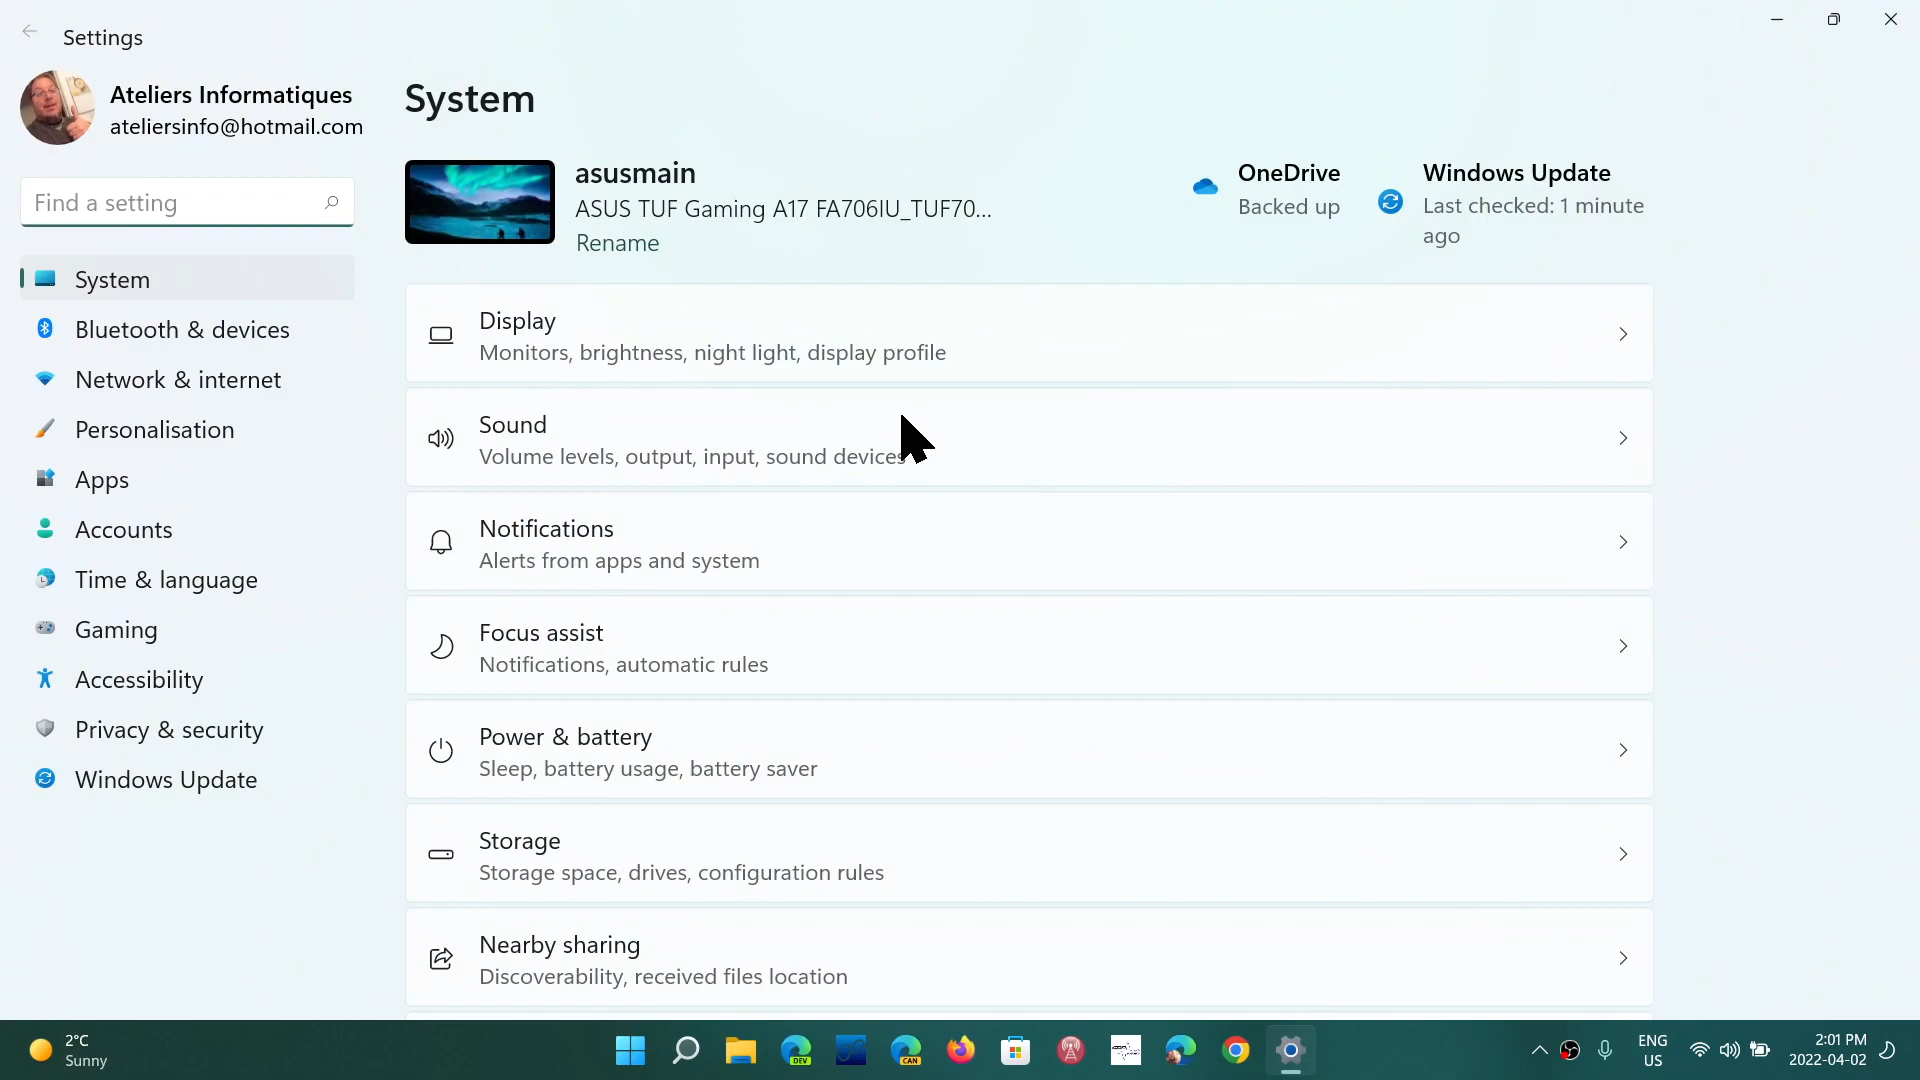 Settings
Ateliers Informatiques
ateliersinfo@hotmail.com
Find a setting
System
Bluetooth & devices
Network & internet
Personalisation
Apps
Accounts
Time & language
Gaming
Accessibility
Privacy & security
Windows Update
System
asusmain
ASUS TUF Gaming A17 FA706IU_TUF70...
Rename
OneDrive
Backed up
Windows Update
Last checked: 1 minute
ago
Display
Monitors, brightness, night light, display profile
Sound
Volume levels, output, input, sound devices
Notifications
Alerts from apps and system
Focus assist
Notifications, automatic rules
Power & battery
Sleep, battery usage, battery saver
Storage
Storage space, drives, configuration rules
Nearby sharing
Discoverability, received files location
2°C
Sunny
DEV
CAN
ENG
US
2:01 PM
2022-04-02